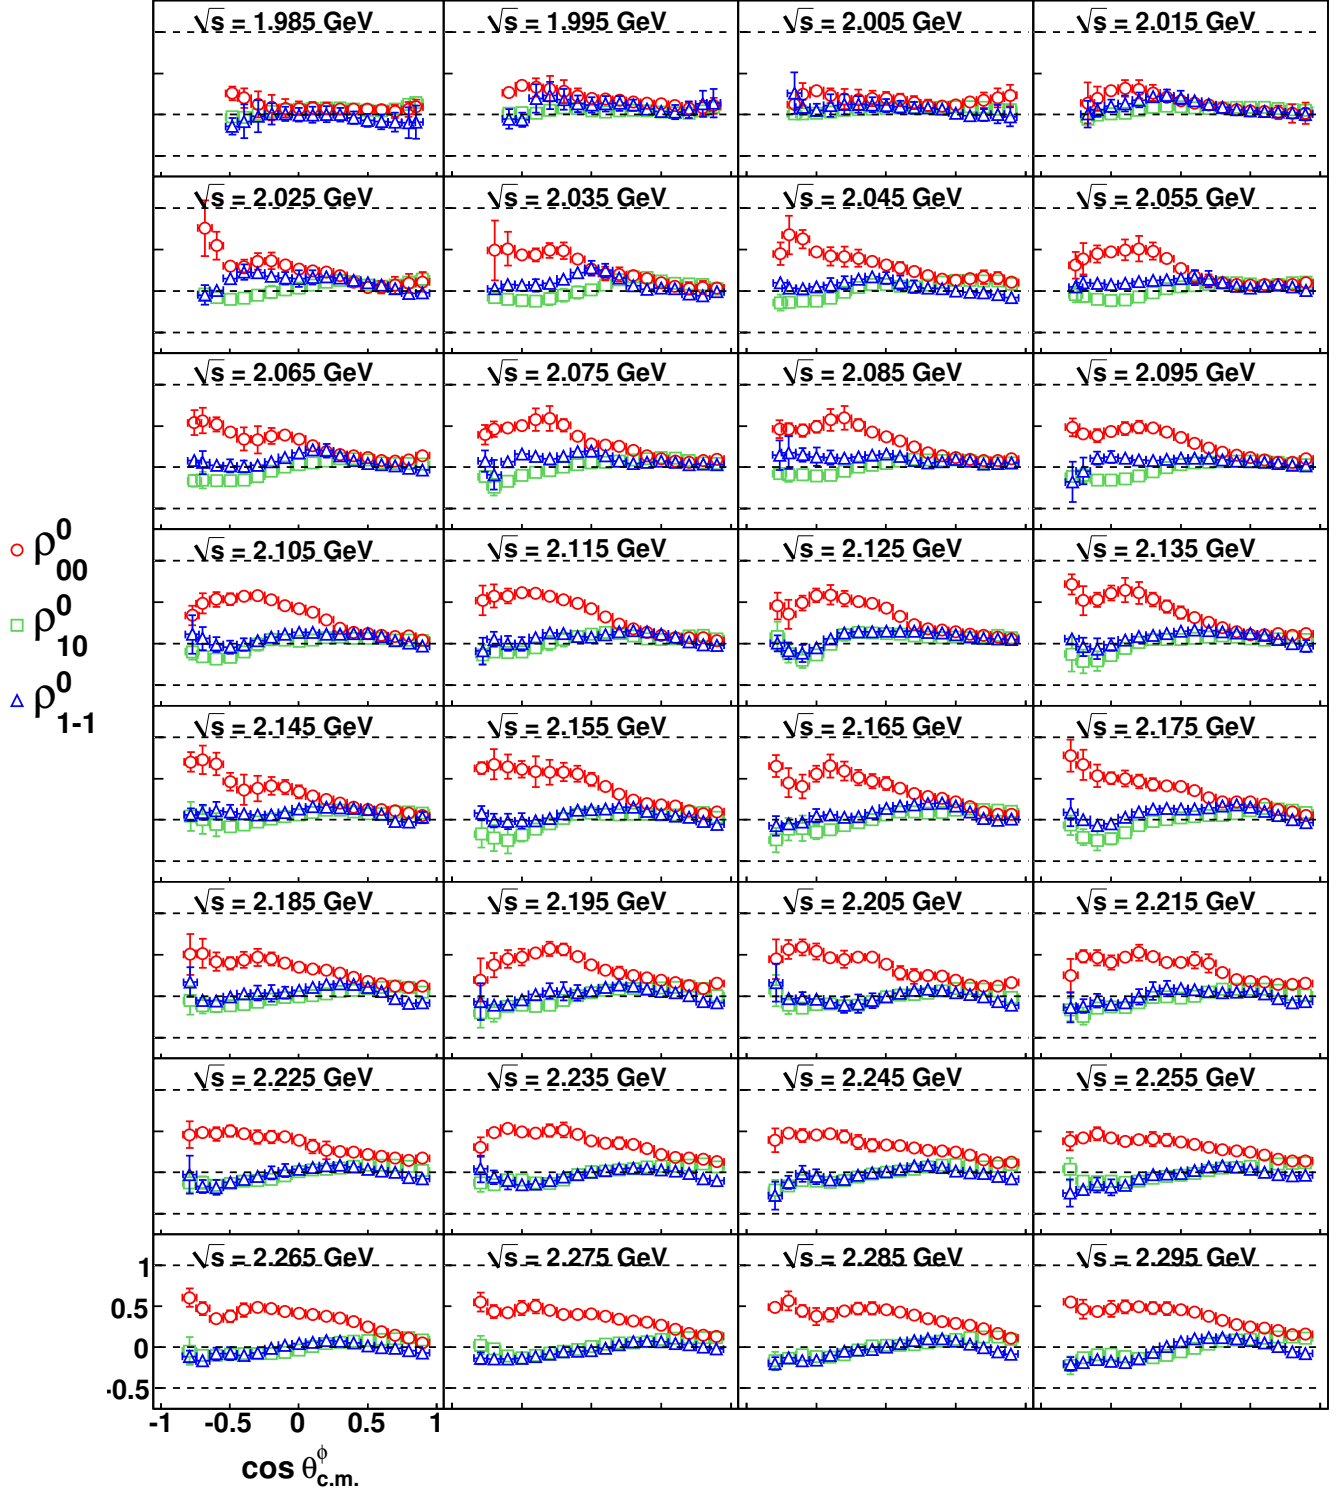 √s = 1.985 GeV √s = 1.995 GeV √s = 2.005 GeV √s = 2.015 GeV
√s = 2.025 GeV √s = 2.035 GeV √s = 2.045 GeV √s = 2.055 GeV
√s = 2.065 GeV √s = 2.075 GeV √s = 2.085 GeV √s = 2.095 GeV
ρ⁰₀₀
ρ⁰₁₀
ρ⁰₁₋₁
√s = 2.105 GeV √s = 2.115 GeV √s = 2.125 GeV √s = 2.135 GeV
√s = 2.145 GeV √s = 2.155 GeV √s = 2.165 GeV √s = 2.175 GeV
√s = 2.185 GeV √s = 2.195 GeV √s = 2.205 GeV √s = 2.215 GeV
√s = 2.225 GeV √s = 2.235 GeV √s = 2.245 GeV √s = 2.255 GeV
√s = 2.265 GeV √s = 2.275 GeV √s = 2.285 GeV √s = 2.295 GeV
1
0.5
0
-0.5
-1 -0.5 0 0.5 1
cos θ^ϕ_c.m.